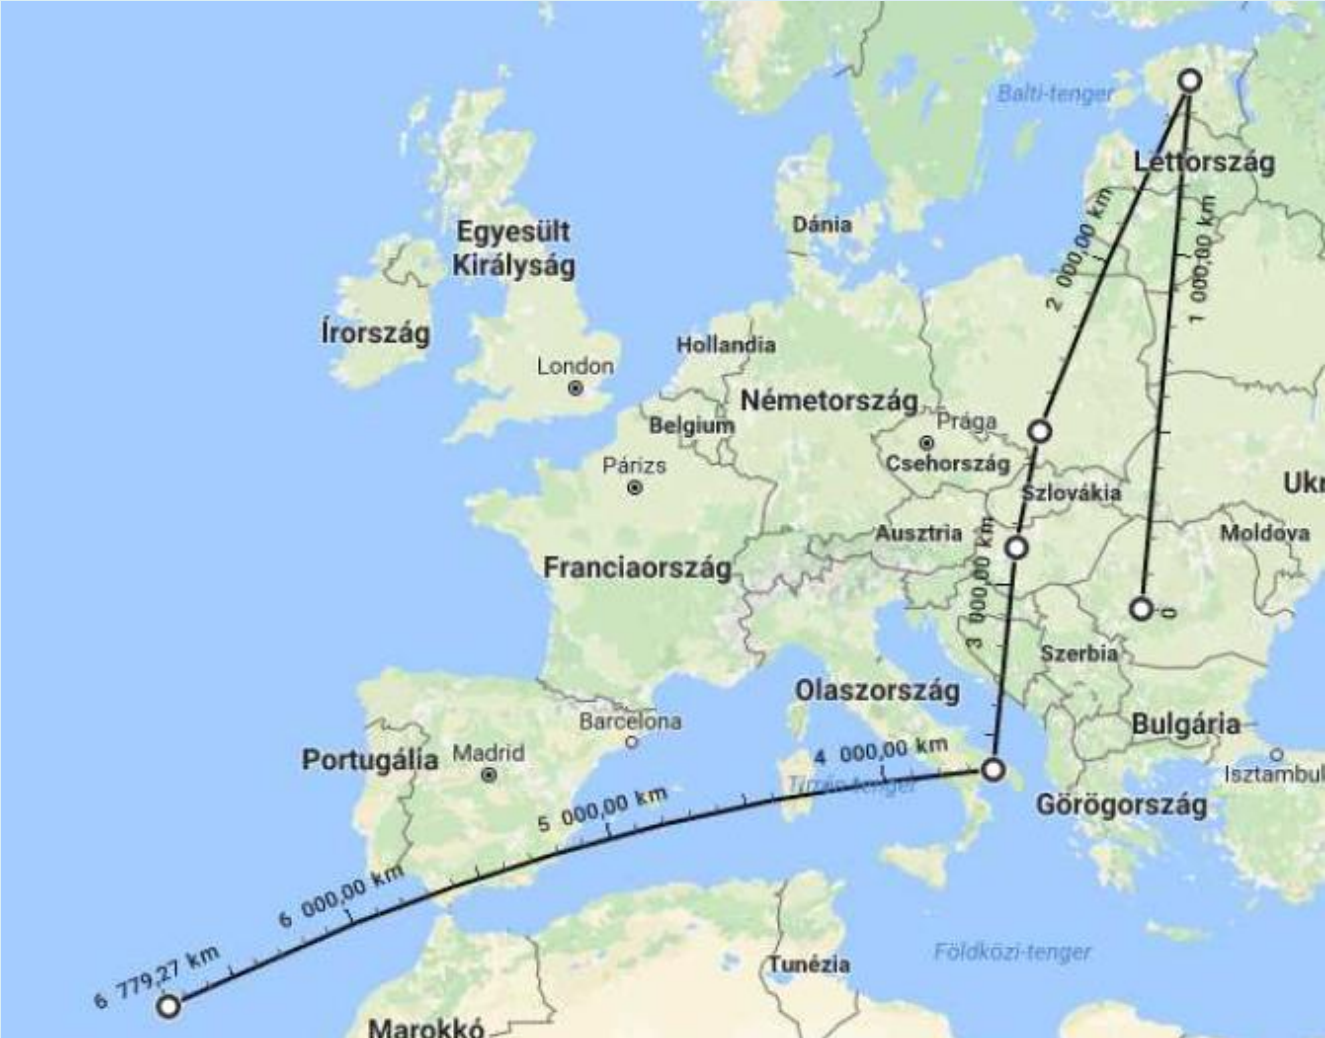 Balti-tenger
Lettország
Dánia
Egyesült
Királyság
2 000,00 km
1 000,00 km
Írország
Hollandia
London
Németország
Belgium
Prága
Csehország
Párizs
Szlovákia
Ukr
Ausztria
Moldova
Franciaország
3 000,00 km
0
Szerbia
Olaszország
Barcelona
Bulgária
Portugália
Madrid
4 000,00 km
Isztambul
Tirrén-tenger
Görögország
5 000,00 km
6 000,00 km
Földközi-tenger
Tunézia
6 779,27 km
Marokkó